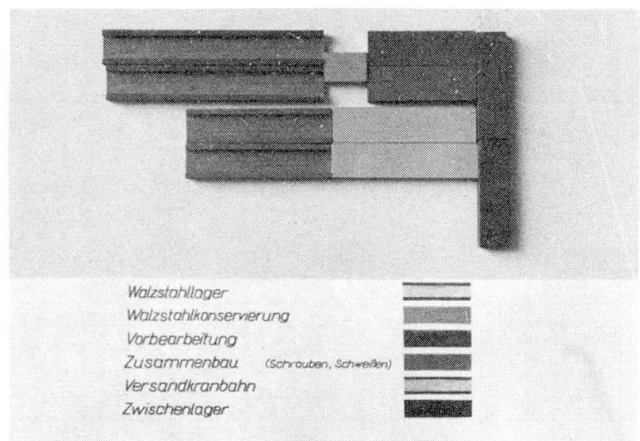 Walzstahllager
Walzstahlkonservierung
Vorbearbeitung
Zusammenbau (Schrauben, Schweißen)
Versandkranbahn
Zwischenlager